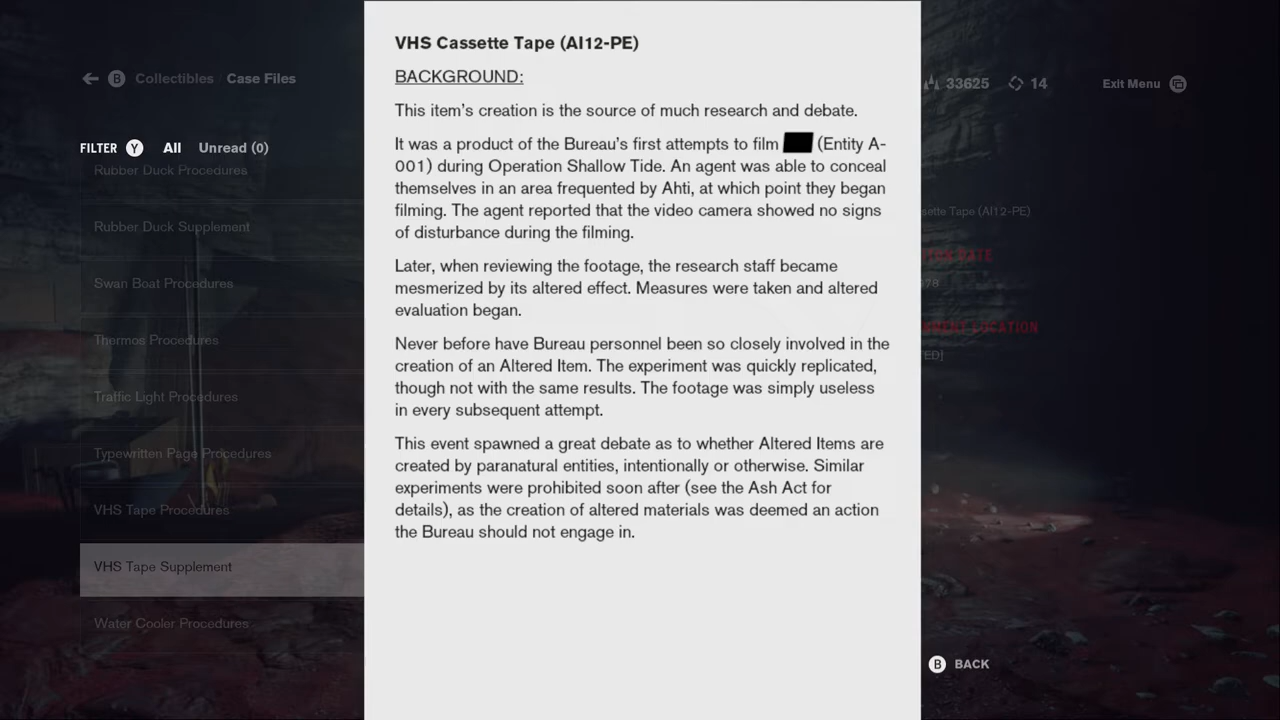 VHS Cassette Tape (AI12-PE)
BACKGROUND:
This item's creation is the source of much research and debate.
It was a product of the Bureau's first attempts to film (Entity A-
001) during Operation Shallow Tide. An agent was able to conceal
themselves in an area frequented by Ahti, at which point they began
filming. The agent reported that the video camera showed no signs
of disturbance during the filming.
Later, when reviewing the footage, the research staff became
mesmerized by its altered effect. Measures were taken and altered
evaluation began.
Never before have Bureau personnel been so closely involved in the
creation of an Altered Item. The experiment was quickly replicated,
though not with the same results. The footage was simply useless
in every subsequent attempt.
This event spawned a great debate as to whether Altered Items are
created by paranatural entities, intentionally or otherwise. Similar
experiments were prohibited soon after (see the Ash Act for
details), as the creation of altered materials was deemed an action
the Bureau should not engage in.
B Collectibles Case Files
FILTER Y All Unread (0)
Rubber Duck Procedures
Rubber Duck Supplement
Swan Boat Procedures
Thermos Procedures
Traffic Light Procedures
Typewritten Page Procedures
VHS Tape Procedures
VHS Tape Supplement
Water Cooler Procedures
33625 14 Exit Menu
Tape (AI12-PE)
LOCATION
ED]
B BACK